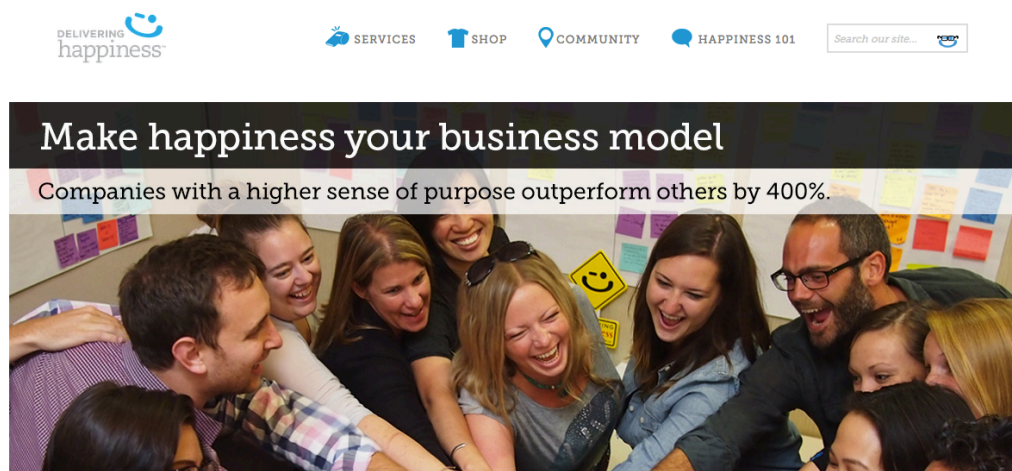 DELIVERING
happiness™
SERVICES
SHOP
COMMUNITY
HAPPINESS 101
Search our site...
Make happiness your business model
Companies with a higher sense of purpose outperform others by 400%.